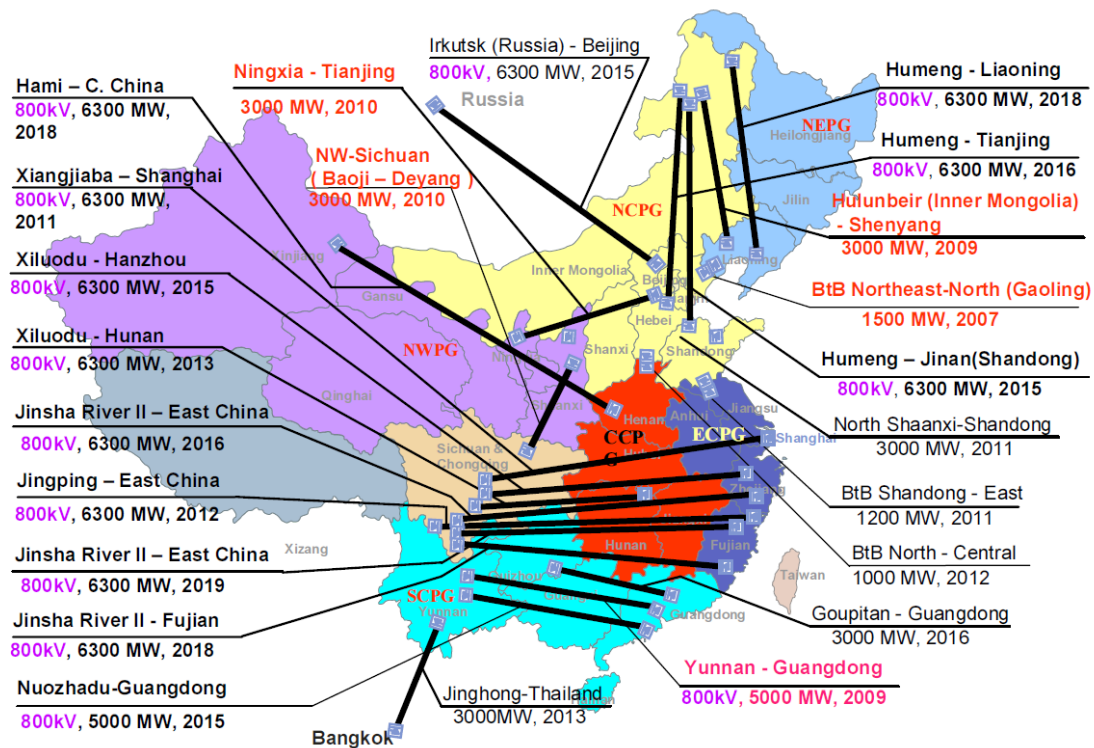 Irkutsk (Russia) - Beijing
800kV, 6300 MW, 2015
Russia
Ningxia - Tianjing
3000 MW, 2010
Hami – C. China
800kV, 6300 MW,
2018
NW-Sichuan
( Baoji – Deyang )
3000 MW, 2010
Xiangjiaba – Shanghai
800kV, 6300 MW,
2011
Xiluodu - Hanzhou
800kV, 6300 MW, 2015
Xiluodu - Hunan
800kV, 6300 MW, 2013
Jinsha River II – East China
800kV, 6300 MW, 2016
Jingping – East China
800kV, 6300 MW, 2012
Jinsha River II – East China
800kV, 6300 MW, 2019
Jinsha River II - Fujian
800kV, 6300 MW, 2018
Nuozhadu-Guangdong
800kV, 5000 MW, 2015
Humeng - Liaoning
800kV, 6300 MW, 2018
Humeng - Tianjing
800kV, 6300 MW, 2016
Hulunbeir (Inner Mongolia)
- Shenyang
3000 MW, 2009
BtB Northeast-North (Gaoling)
1500 MW, 2007
Humeng – Jinan(Shandong)
800kV, 6300 MW, 2015
North Shaanxi-Shandong
3000 MW, 2011
BtB Shandong - East
1200 MW, 2011
BtB North - Central
1000 MW, 2012
Goupitan - Guangdong
3000 MW, 2016
Yunnan - Guangdong
800kV, 5000 MW, 2009
Jinghong-Thailand
3000MW, 2013
Bangkok
NEPG
Heilongjiang
Jilin
Liaoning
NCPG
Inner Mongolia
Beijing
Hebei
Shanxi
Shandong
Xinjiang
Gansu
NWPG
Qinghai
Shaanxi
Henan
CCP
G
Anhui
Jiangsu
ECPG
Shanghai
Sichuan &
Chongqing
Zhejiang
Hunan
Fujian
Xizang
Taiwan
SCPG
Yunnan
Guizhou
Guangdong